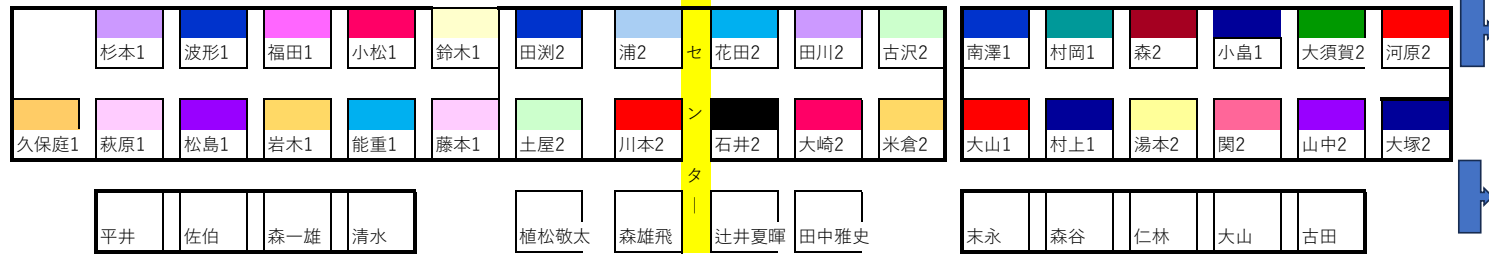 杉本1 波形1 福田1 小松1 鈴木1 田渕2 浦2 花田2 田川2 古沢2 南澤1 村岡1 森2 小畠1 大須賀2 河原2
久保庭1 萩原1 松島1 岩木1 能重1 藤本1 土屋2 川本2 石井2 大崎2 米倉2 大山1 村上1 湯本2 関2 山中2 大塚2
平井 佐伯 森一雄 清水 植松敬太 森雄飛 辻井夏暉 田中雅史 末永 森谷 仁林 大山 古田
センター